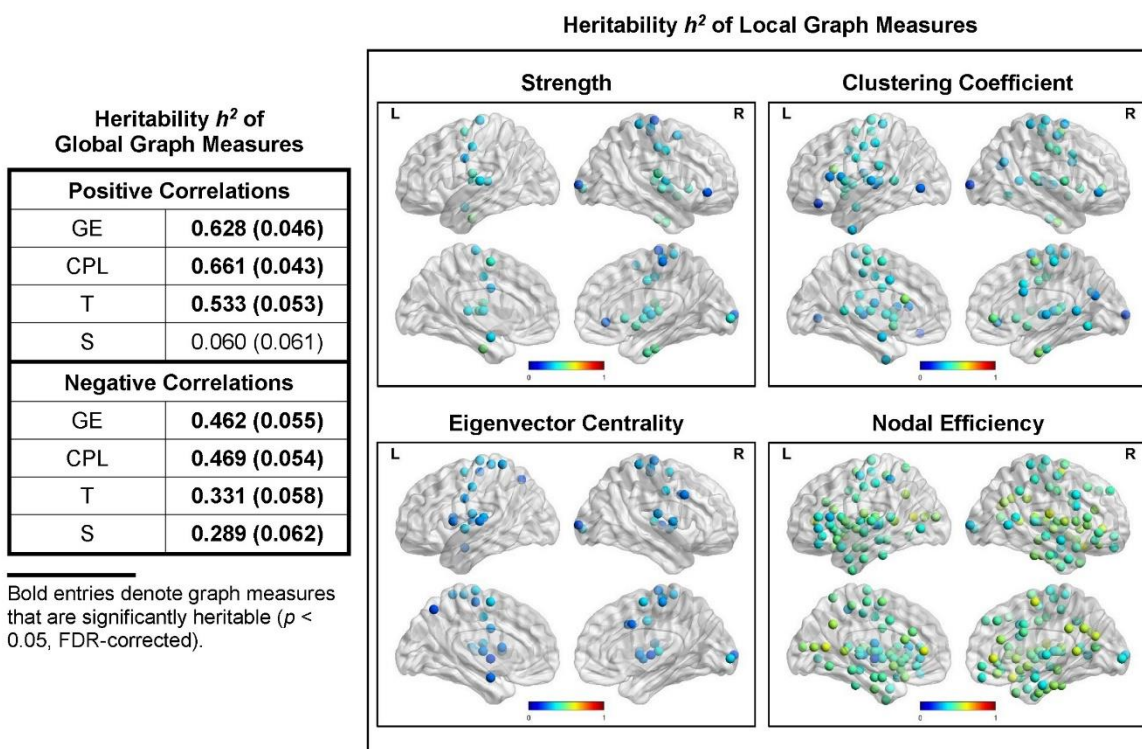 Heritability h² of Local Graph Measures
Heritability h² of
Global Graph Measures
Positive Correlations
GE 0.628 (0.046)
CPL 0.661 (0.043)
T 0.533 (0.053)
S 0.060 (0.061)
Negative Correlations
GE 0.462 (0.055)
CPL 0.469 (0.054)
T 0.331 (0.058)
S 0.289 (0.062)
Bold entries denote graph measures
that are significantly heritable (p <
0.05, FDR-corrected).
Strength
L R
0 1
Clustering Coefficient
L R
0 1
Eigenvector Centrality
L R
0 1
Nodal Efficiency
L R
0 1